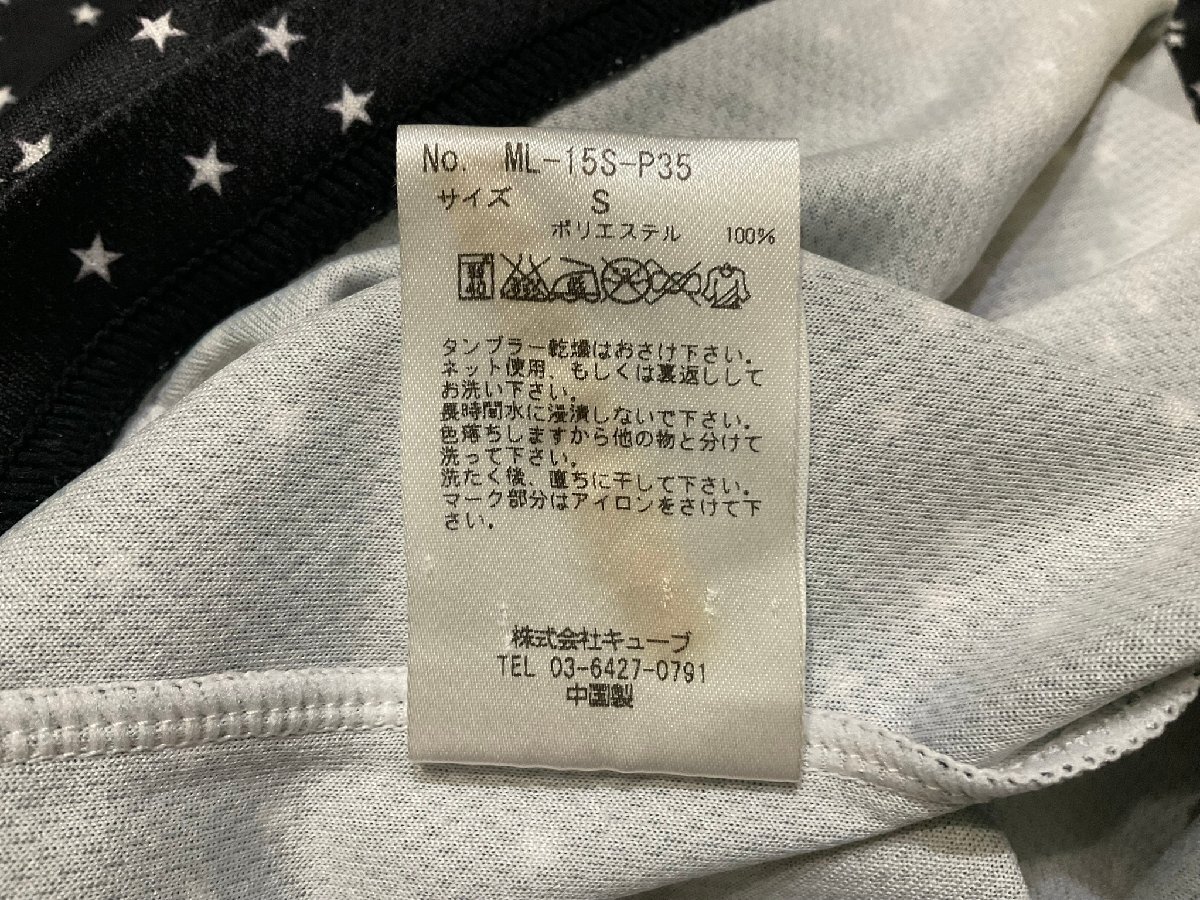 No. ML-15S-P35
サイズ S
ポリエステル 100%
タンブラー乾燥はおさけ下さい。
ネット使用、もしくは裏返しして
お洗い下さい。
長時間水に浸漬しないで下さい。
色落ちしますから他の物と分けて
洗って下さい。
洗たく後、直ちに干して下さい。
マーク部分はアイロンをさけて下
さい。
株式会社キューブ
TEL 03-6427-0791
中国製